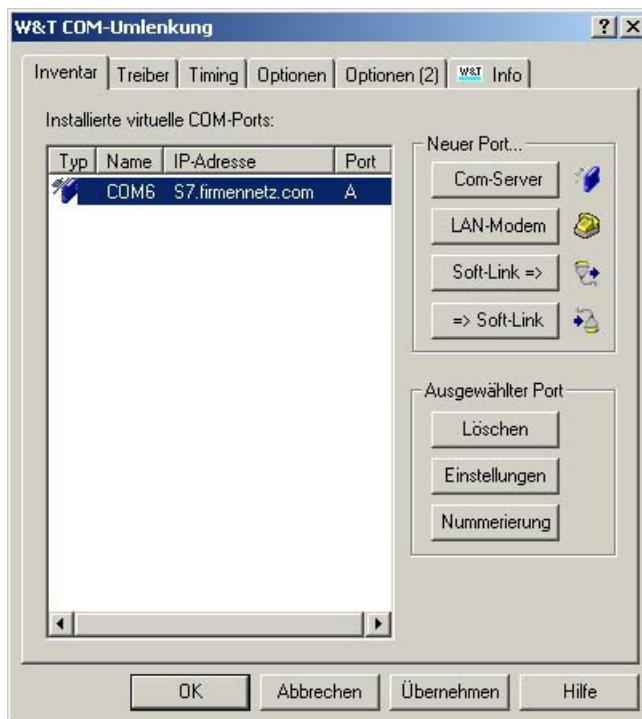 W&T COM-Umlenkung
Inventar Treiber Timing Optionen Optionen (2) W&T Info
Installierte virtuelle COM-Ports:
Typ Name IP-Adresse Port
COM6 S7.firmennetz.com A
Neuer Port...
Com-Server
LAN-Modem
Soft-Link =>
=> Soft-Link
Ausgewählter Port
Löschen
Einstellungen
Nummerierung
OK Abbrechen Übernehmen Hilfe